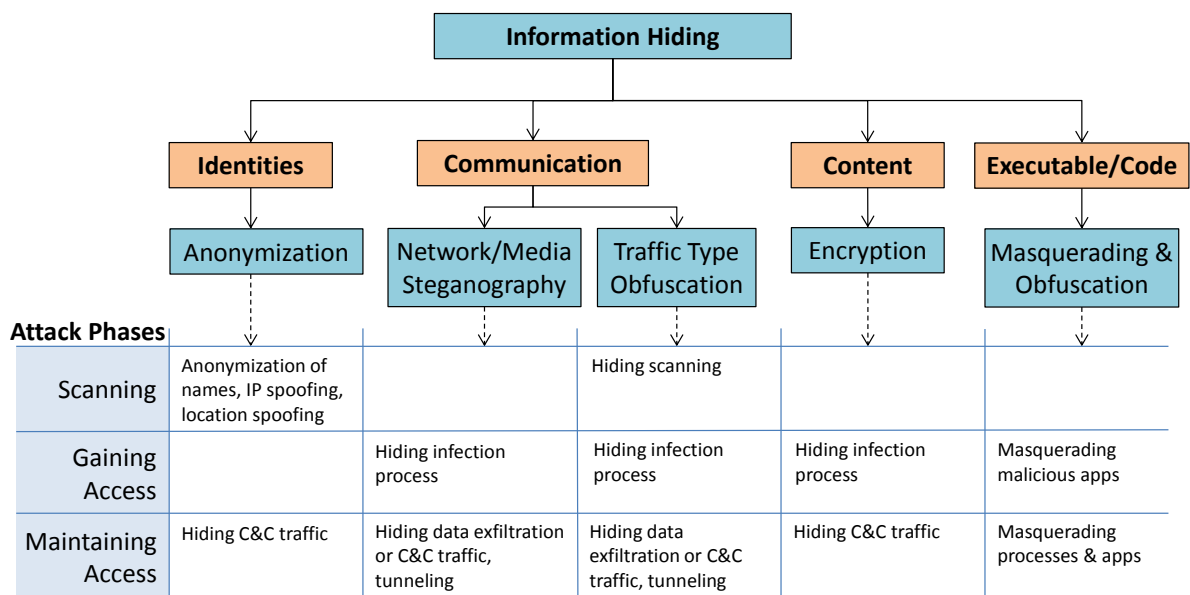 Information Hiding
Identities
Communication
Content
Executable/Code
Anonymization
Network/Media
Steganography
Traffic Type
Obfuscation
Encryption
Masquerading &
Obfuscation
Attack Phases
Scanning
Anonymization of
names, IP spoofing,
location spoofing
Hiding scanning
Gaining
Access
Hiding infection
process
Hiding infection
process
Hiding infection
process
Masquerading
malicious apps
Maintaining
Access
Hiding C&C traffic
Hiding data exfiltration
or C&C traffic,
tunneling
Hiding data
exfiltration or C&C
traffic, tunneling
Hiding C&C traffic
Masquerading
processes & apps